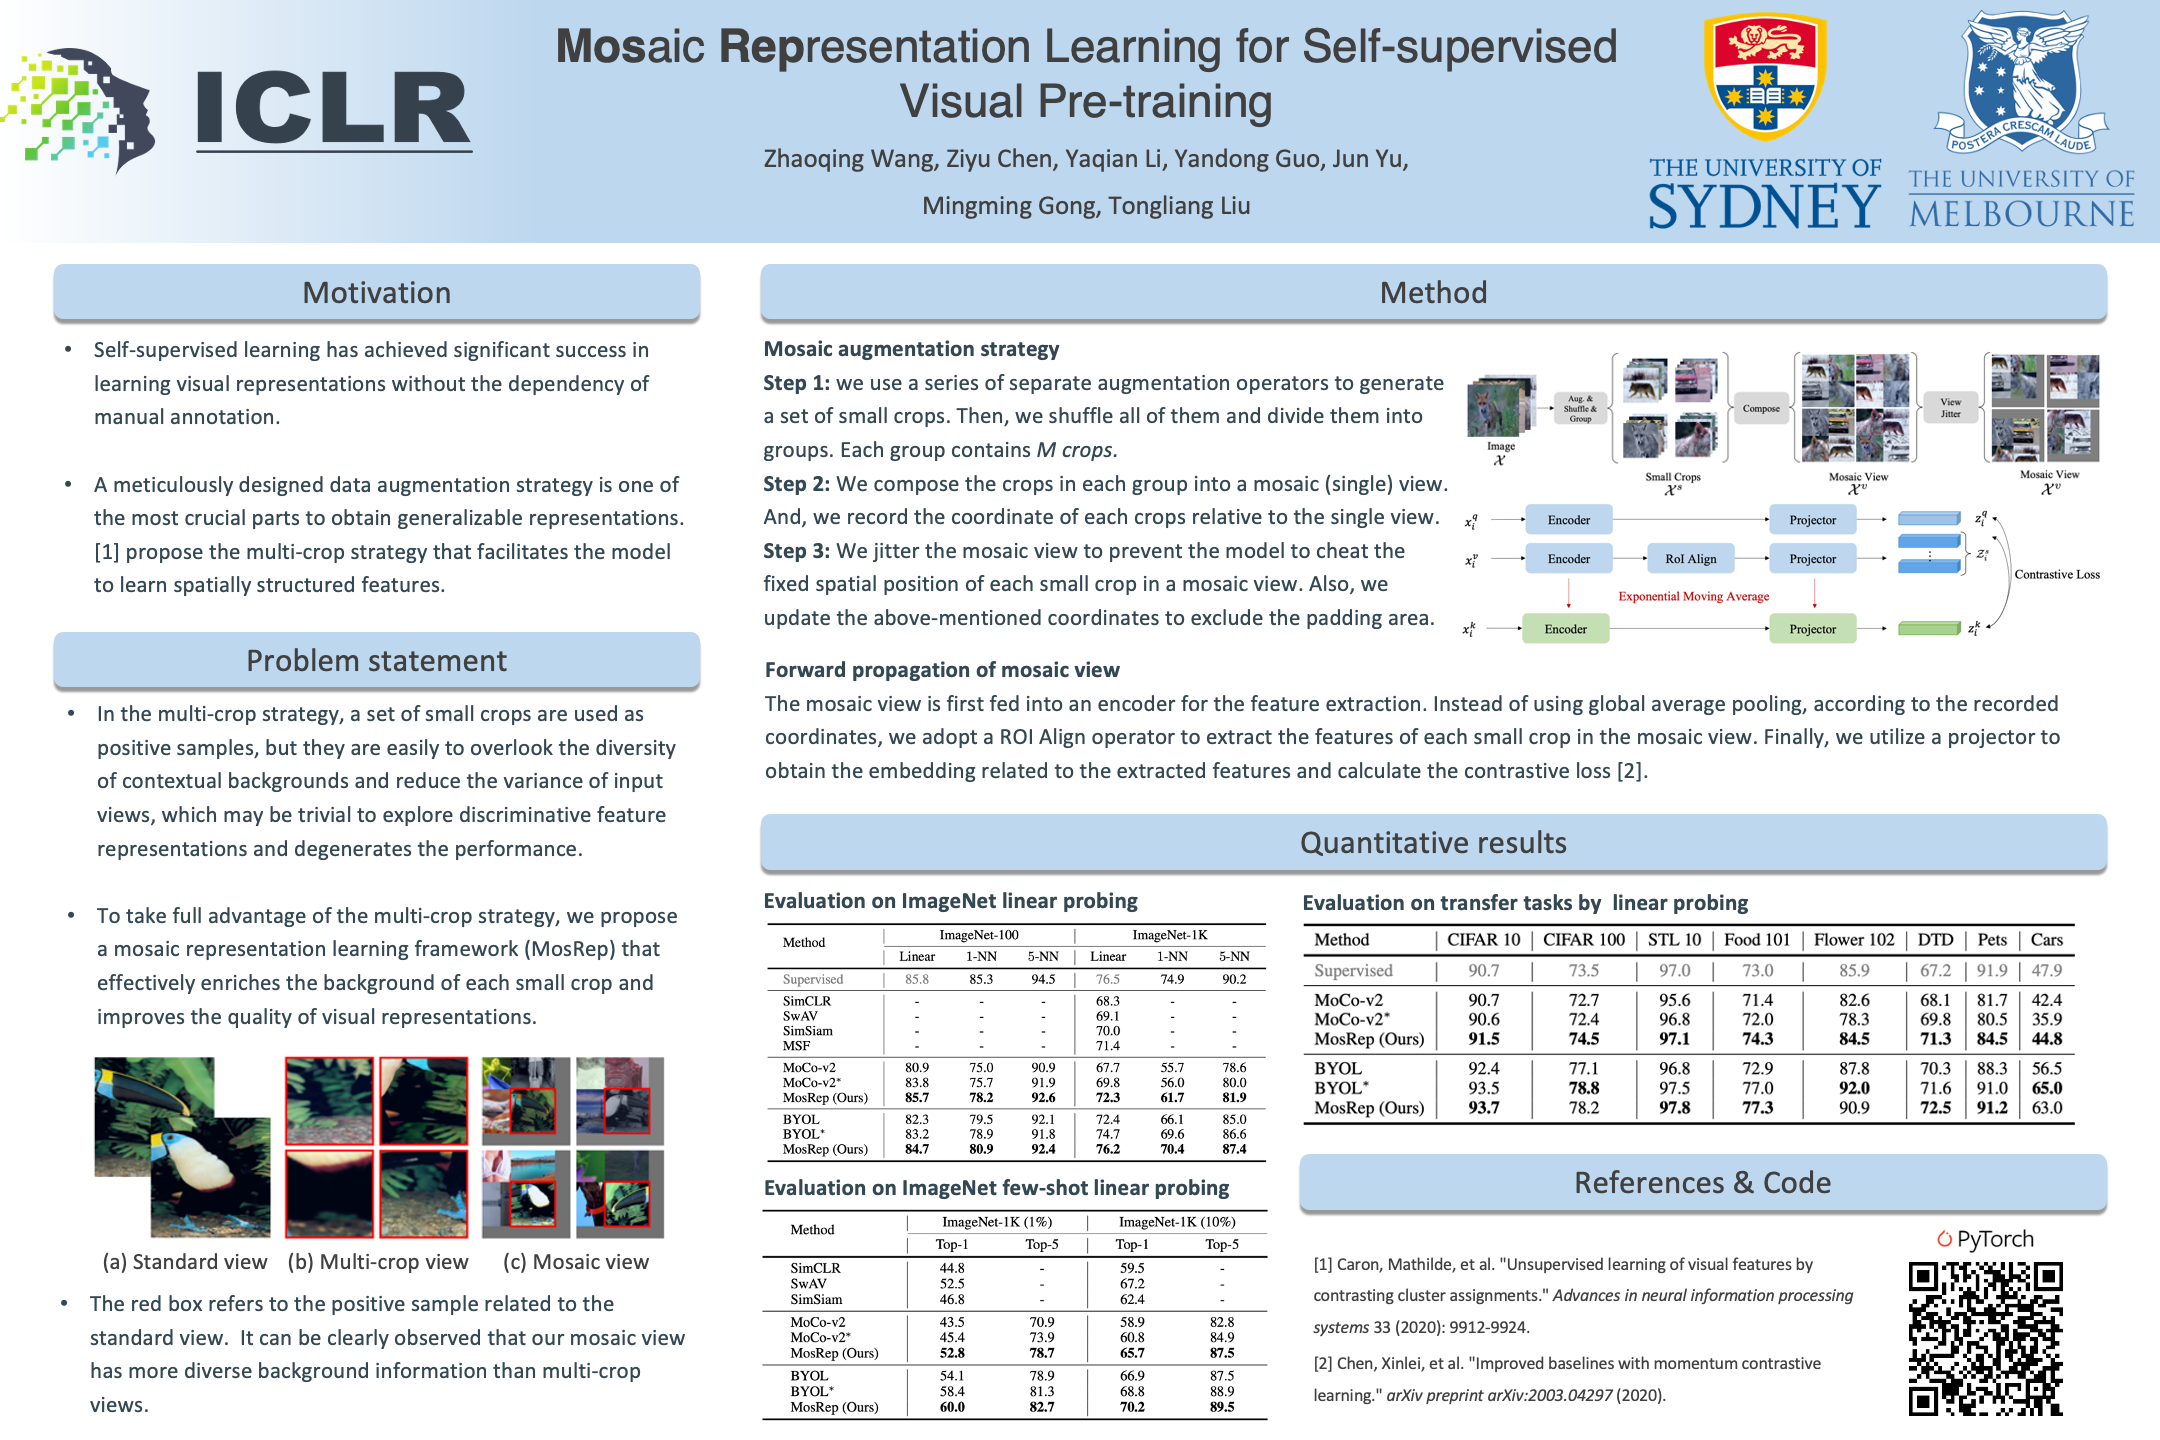 ICLR
Mosaic Representation Learning for Self-supervised
Visual Pre-training
Zhaoqing Wang, Ziyu Chen, Yaqian Li, Yandong Guo, Jun Yu,
Mingming Gong, Tongliang Liu
THE UNIVERSITY OF
SYDNEY
POSTERA CRESCAM LAUDE
THE UNIVERSITY OF
MELBOURNE
Motivation
• Self-supervised learning has achieved significant success in
learning visual representations without the dependency of
manual annotation.
• A meticulously designed data augmentation strategy is one of
the most crucial parts to obtain generalizable representations.
[1] propose the multi-crop strategy that facilitates the model
to learn spatially structured features.
Problem statement
• In the multi-crop strategy, a set of small crops are used as
positive samples, but they are easily to overlook the diversity
of contextual backgrounds and reduce the variance of input
views, which may be trivial to explore discriminative feature
representations and degenerates the performance.
• To take full advantage of the multi-crop strategy, we propose
a mosaic representation learning framework (MosRep) that
effectively enriches the background of each small crop and
improves the quality of visual representations.
(a) Standard view (b) Multi-crop view (c) Mosaic view
• The red box refers to the positive sample related to the
standard view. It can be clearly observed that our mosaic view
has more diverse background information than multi-crop
views.
Method
Mosaic augmentation strategy
Step 1: we use a series of separate augmentation operators to generate
a set of small crops. Then, we shuffle all of them and divide them into
groups. Each group contains M crops.
Step 2: We compose the crops in each group into a mosaic (single) view.
And, we record the coordinate of each crops relative to the single view.
Step 3: We jitter the mosaic view to prevent the model to cheat the
fixed spatial position of each small crop in a mosaic view. Also, we
update the above-mentioned coordinates to exclude the padding area.
Image
𝒳
Aug. &
Shuffle &
Group
Small Crops
𝒳ˢ
Compose
Mosaic View
𝒳ᵛ
View
Jitter
Mosaic View
𝒳ᵛ
x_i^q Encoder Projector z_i^q
x_i^v Encoder RoI Align Projector ⋮ 𝒵_i^s
Contrastive Loss
Exponential Moving Average
x_i^k Encoder Projector z_i^k
Forward propagation of mosaic view
The mosaic view is first fed into an encoder for the feature extraction. Instead of using global average pooling, according to the recorded
coordinates, we adopt a ROI Align operator to extract the features of each small crop in the mosaic view. Finally, we utilize a projector to
obtain the embedding related to the extracted features and calculate the contrastive loss [2].
Quantitative results
Evaluation on ImageNet linear probing
Method ImageNet-100 ImageNet-1K
Linear 1-NN 5-NN Linear 1-NN 5-NN
Supervised 85.8 85.3 94.5 76.5 74.9 90.2
SimCLR - - - 68.3 - -
SwAV - - - 69.1 - -
SimSiam - - - 70.0 - -
MSF - - - 71.4 - -
MoCo-v2 80.9 75.0 90.9 67.7 55.7 78.6
MoCo-v2* 83.8 75.7 91.9 69.8 56.0 80.0
MosRep (Ours) 85.7 78.2 92.6 72.3 61.7 81.9
BYOL 82.3 79.5 92.1 72.4 66.1 85.0
BYOL* 83.2 78.9 91.8 74.7 69.6 86.6
MosRep (Ours) 84.7 80.9 92.4 76.2 70.4 87.4
Evaluation on ImageNet few-shot linear probing
Method ImageNet-1K (1%) ImageNet-1K (10%)
Top-1 Top-5 Top-1 Top-5
SimCLR 44.8 - 59.5 -
SwAV 52.5 - 67.2 -
SimSiam 46.8 - 62.4 -
MoCo-v2 43.5 70.9 58.9 82.8
MoCo-v2* 45.4 73.9 60.8 84.9
MosRep (Ours) 52.8 78.7 65.7 87.5
BYOL 54.1 78.9 66.9 87.5
BYOL* 58.4 81.3 68.8 88.9
MosRep (Ours) 60.0 82.7 70.2 89.5
Evaluation on transfer tasks by linear probing
Method CIFAR 10 CIFAR 100 STL 10 Food 101 Flower 102 DTD Pets Cars
Supervised 90.7 73.5 97.0 73.0 85.9 67.2 91.9 47.9
MoCo-v2 90.7 72.7 95.6 71.4 82.6 68.1 81.7 42.4
MoCo-v2* 90.6 72.4 96.8 72.0 78.3 69.8 80.5 35.9
MosRep (Ours) 91.5 74.5 97.1 74.3 84.5 71.3 84.5 44.8
BYOL 92.4 77.1 96.8 72.9 87.8 70.3 88.3 56.5
BYOL* 93.5 78.8 97.5 77.0 92.0 71.6 91.0 65.0
MosRep (Ours) 93.7 78.2 97.8 77.3 90.9 72.5 91.2 63.0
References & Code
PyTorch
[1] Caron, Mathilde, et al. "Unsupervised learning of visual features by
contrasting cluster assignments." Advances in neural information processing
systems 33 (2020): 9912-9924.
[2] Chen, Xinlei, et al. "Improved baselines with momentum contrastive
learning." arXiv preprint arXiv:2003.04297 (2020).